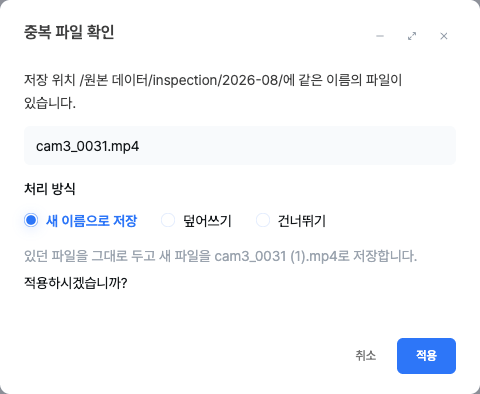 중복 파일 확인
저장 위치 /원본 데이터/inspection/2026-08/에 같은 이름의 파일이
있습니다.
cam3_0031.mp4
처리 방식
새 이름으로 저장 덮어쓰기 건너뛰기
있던 파일을 그대로 두고 새 파일을 cam3_0031 (1).mp4로 저장합니다.
적용하시겠습니까?
취소 적용